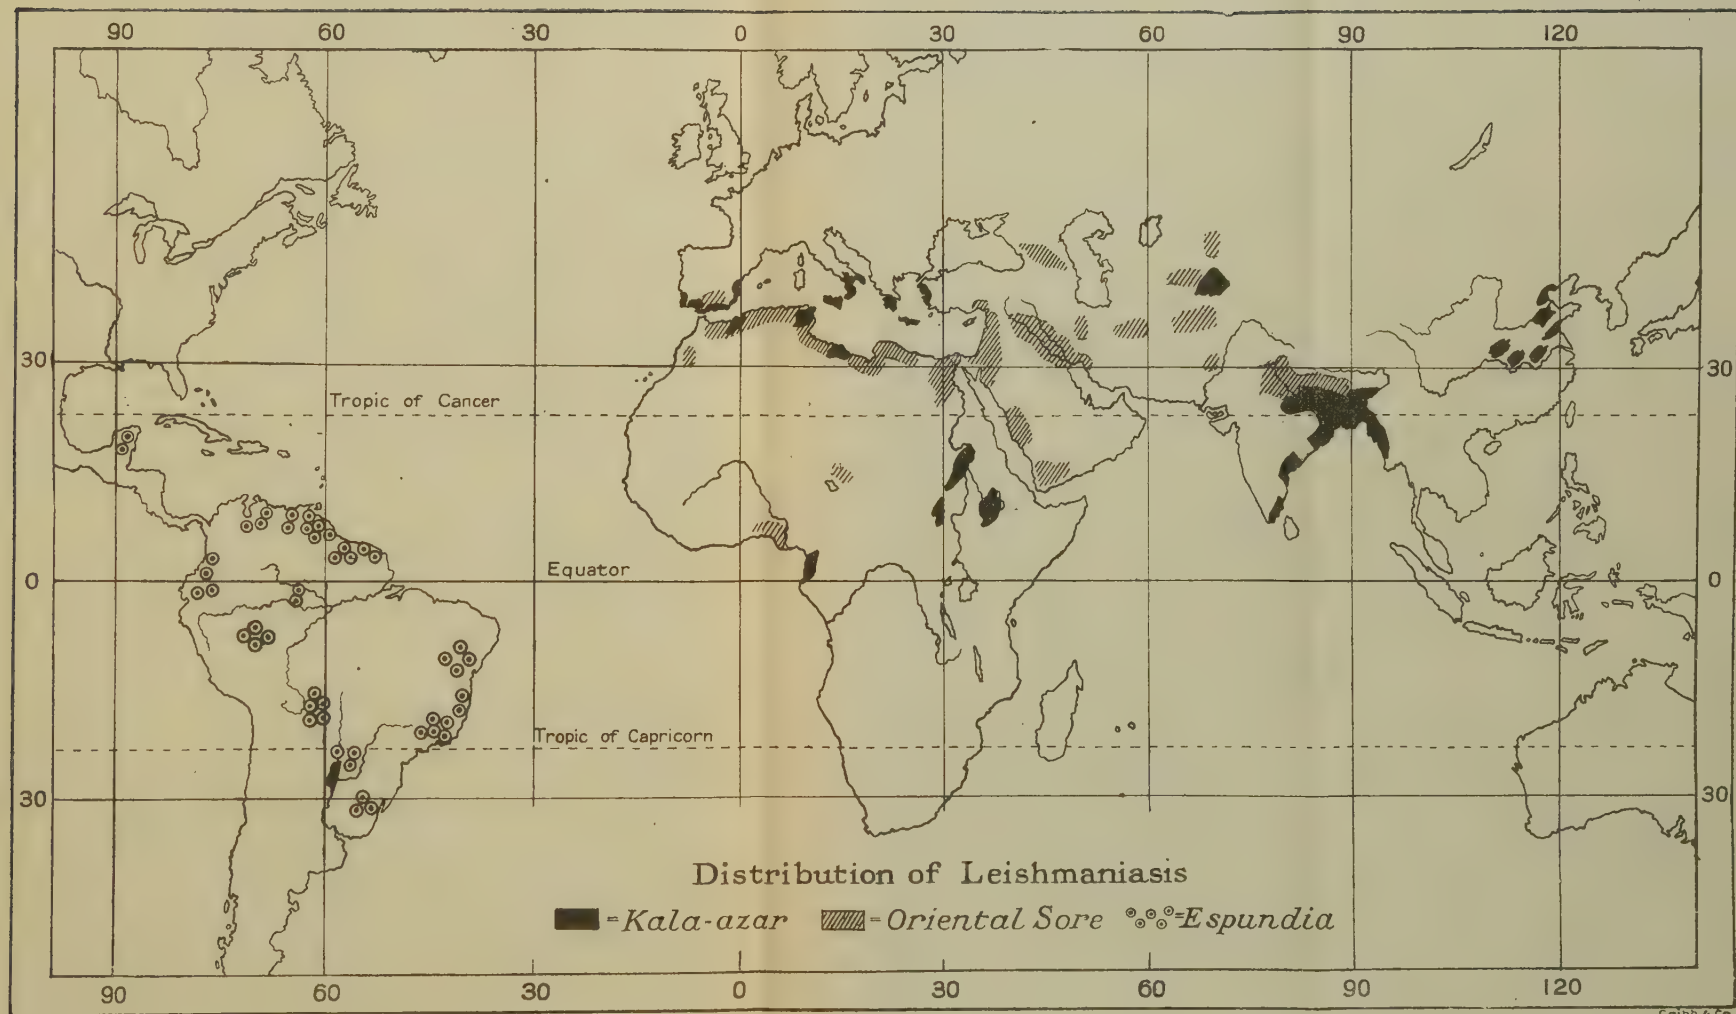 90 60 0 30 60 90 120
30 30
Tropic of Cancer
0 Equator 0
Tropic of Capricorn
30 30
Distribution of Leishmaniasis
=Kala-azar =Oriental Sore =Espundia
90 60 30 0 30 60 90 120